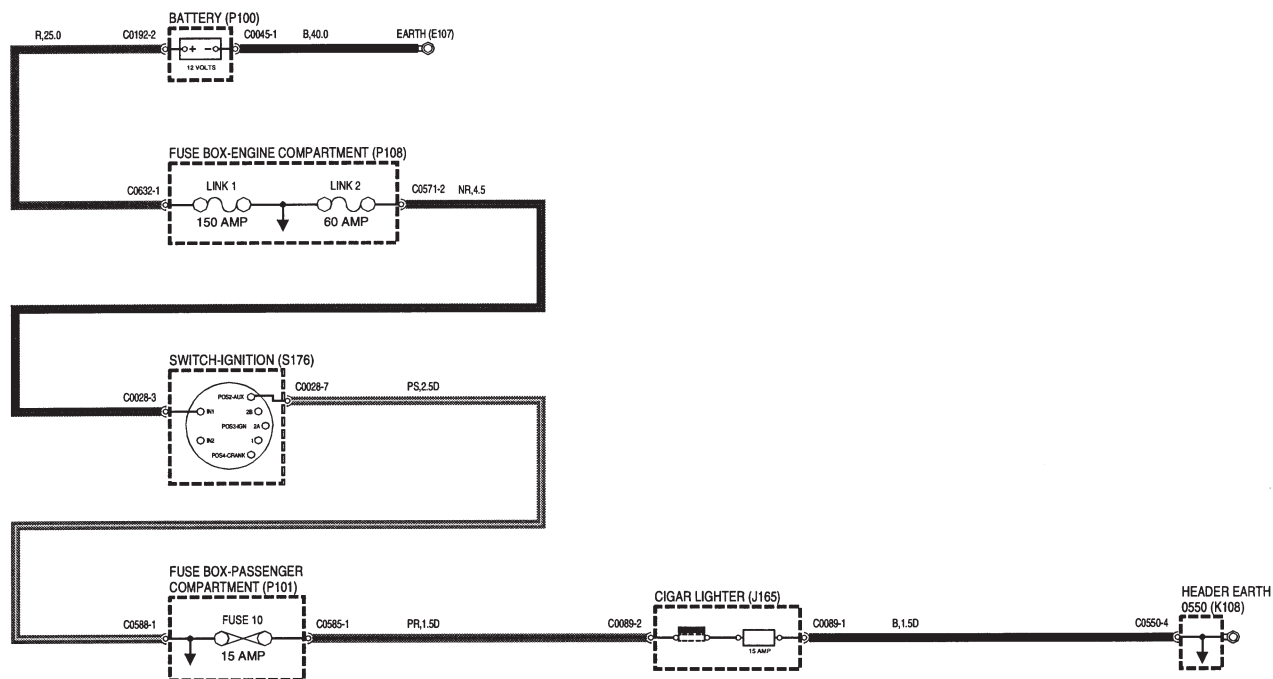 BATTERY (P100)
R,25.0
C0192-2
C0045-1
B,40.0
EARTH (E107)
+ -
12 VOLTS
FUSE BOX-ENGINE COMPARTMENT (P108)
C0632-1
LINK 1
LINK 2
C0571-2
NR,4.5
150 AMP
60 AMP
SWITCH-IGNITION (S176)
C0028-3
C0028-7
PS,2.5D
POS2-AUX
IN1
2B
POS3-IGN
2A
IN2
1
POS4-CRANK
FUSE BOX-PASSENGER
COMPARTMENT (P101)
C0588-1
FUSE 10
C0585-1
PR,1.5D
15 AMP
CIGAR LIGHTER (J165)
C0089-2
C0089-1
B,1.5D
15 AMP
HEADER EARTH
0550 (K108)
C0550-4